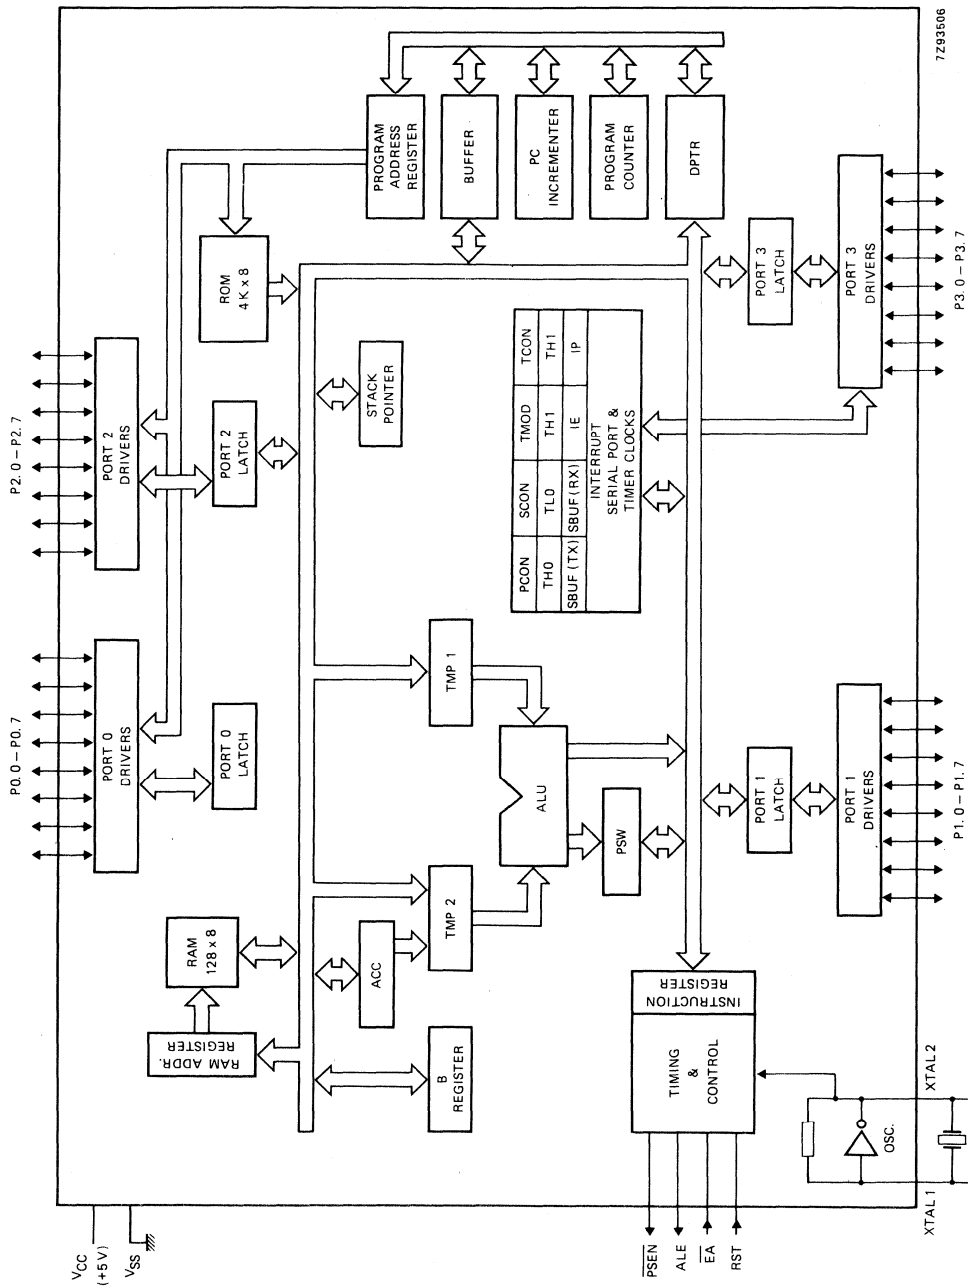 P0.0 – P0.7
P2.0 – P2.7
VCC
(+5 V)
VSS
PORT 0
DRIVERS
PORT 2
DRIVERS
RAM ADDR.
REGISTER
RAM
128 x 8
PORT 0
LATCH
PORT 2
LATCH
ROM
4K x 8
PROGRAM
ADDRESS
REGISTER
B
REGISTER
ACC
TMP 2
TMP 1
STACK
POINTER
BUFFER
ALU
PSW
PC
INCREMENTER
PCON
SCON
TMOD
TCON
TH0
TL0
TH1
TH1
SBUF (TX)
SBUF (RX)
IE
IP
INTERRUPT
SERIAL PORT &
TIMER CLOCKS
PROGRAM
COUNTER
PSEN
ALE
EA
RST
TIMING
&
CONTROL
INSTRUCTION
REGISTER
DPTR
PORT 1
LATCH
PORT 3
LATCH
OSC.
PORT 1
DRIVERS
PORT 3
DRIVERS
XTAL1
XTAL2
P1.0 – P1.7
P3.0 – P3.7
7Z93506